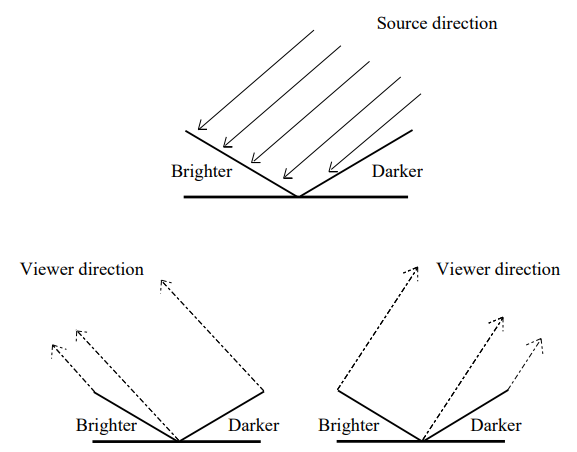 Source direction
Brighter
Darker
Viewer direction
Viewer direction
Brighter
Darker
Brighter
Darker